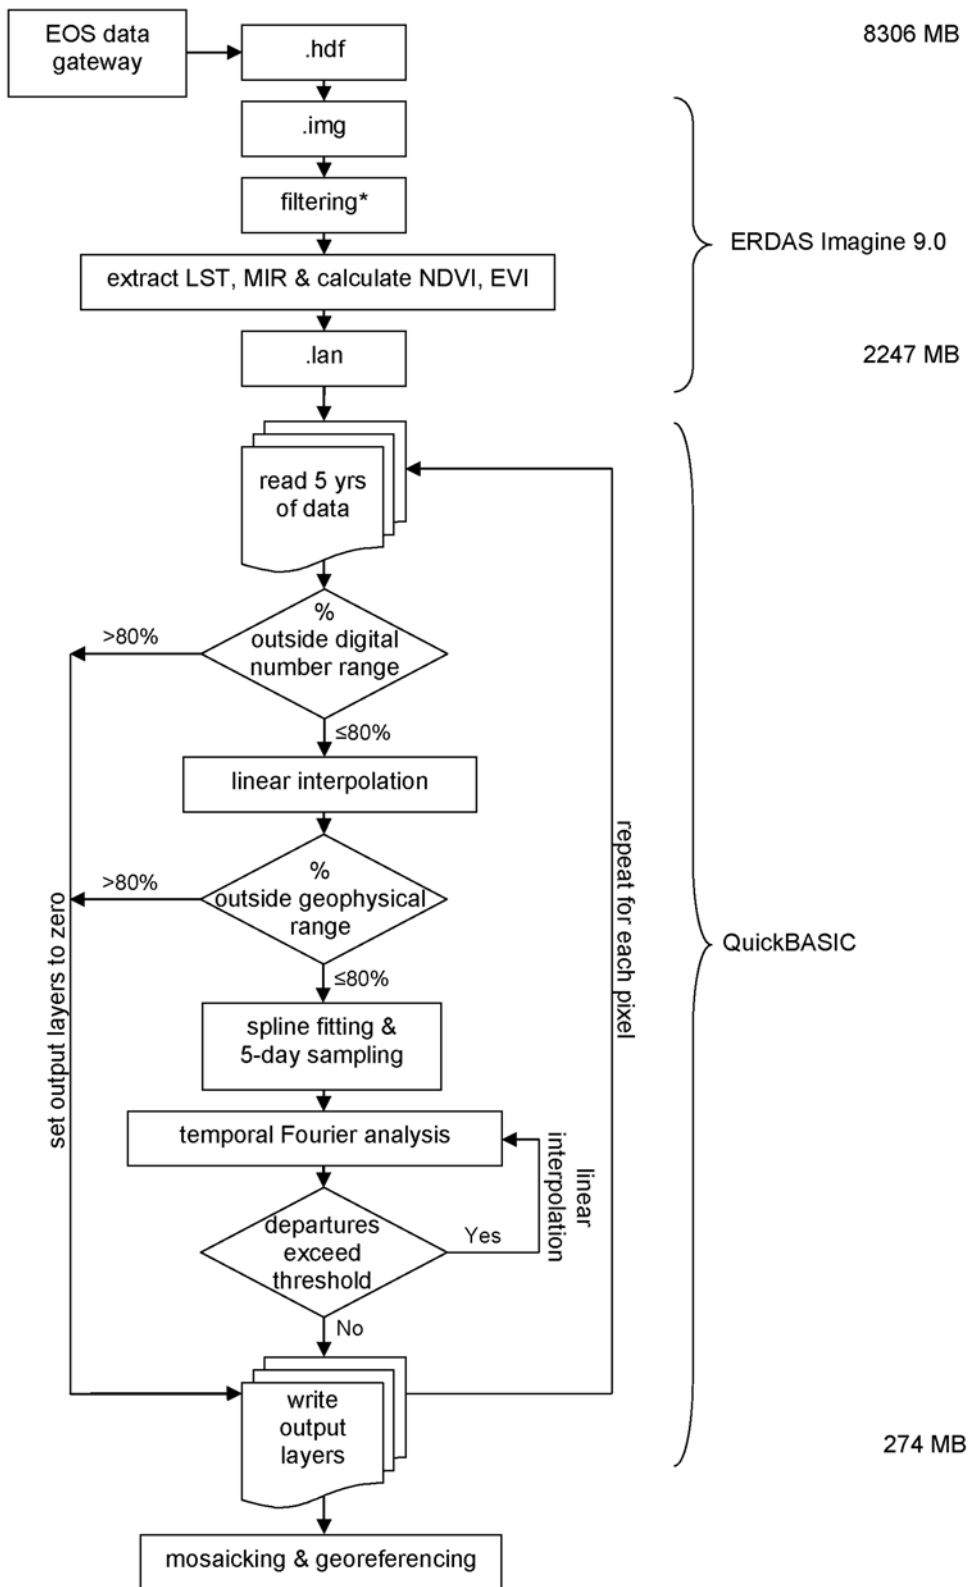 EOS data
gateway
.hdf
8306 MB
.img
filtering*
ERDAS Imagine 9.0
extract LST, MIR & calculate NDVI, EVI
.lan
2247 MB
read 5 yrs
of data
%
outside digital
number range
>80%
≤80%
linear interpolation
%
outside geophysical
range
>80%
≤80%
set output layers to zero
repeat for each pixel
QuickBASIC
spline fitting &
5-day sampling
temporal Fourier analysis
linear
interpolation
departures
exceed
threshold
Yes
No
write
output
layers
274 MB
mosaicking & georeferencing